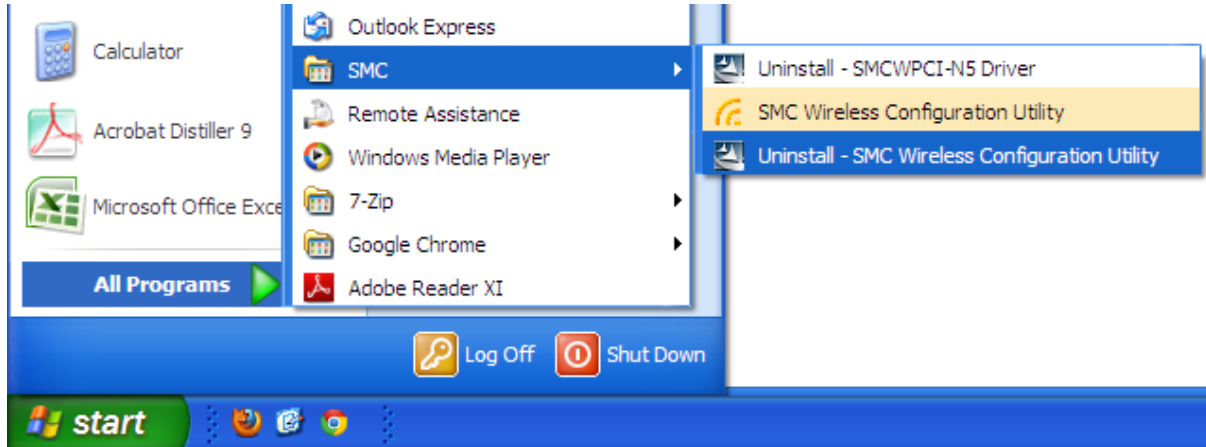 Calculator
Acrobat Distiller 9
Microsoft Office Exce
All Programs
Outlook Express
SMC
Remote Assistance
Windows Media Player
7-Zip
Google Chrome
Adobe Reader XI
Uninstall - SMCWPCI-N5 Driver
SMC Wireless Configuration Utility
Uninstall - SMC Wireless Configuration Utility
Log Off
Shut Down
start